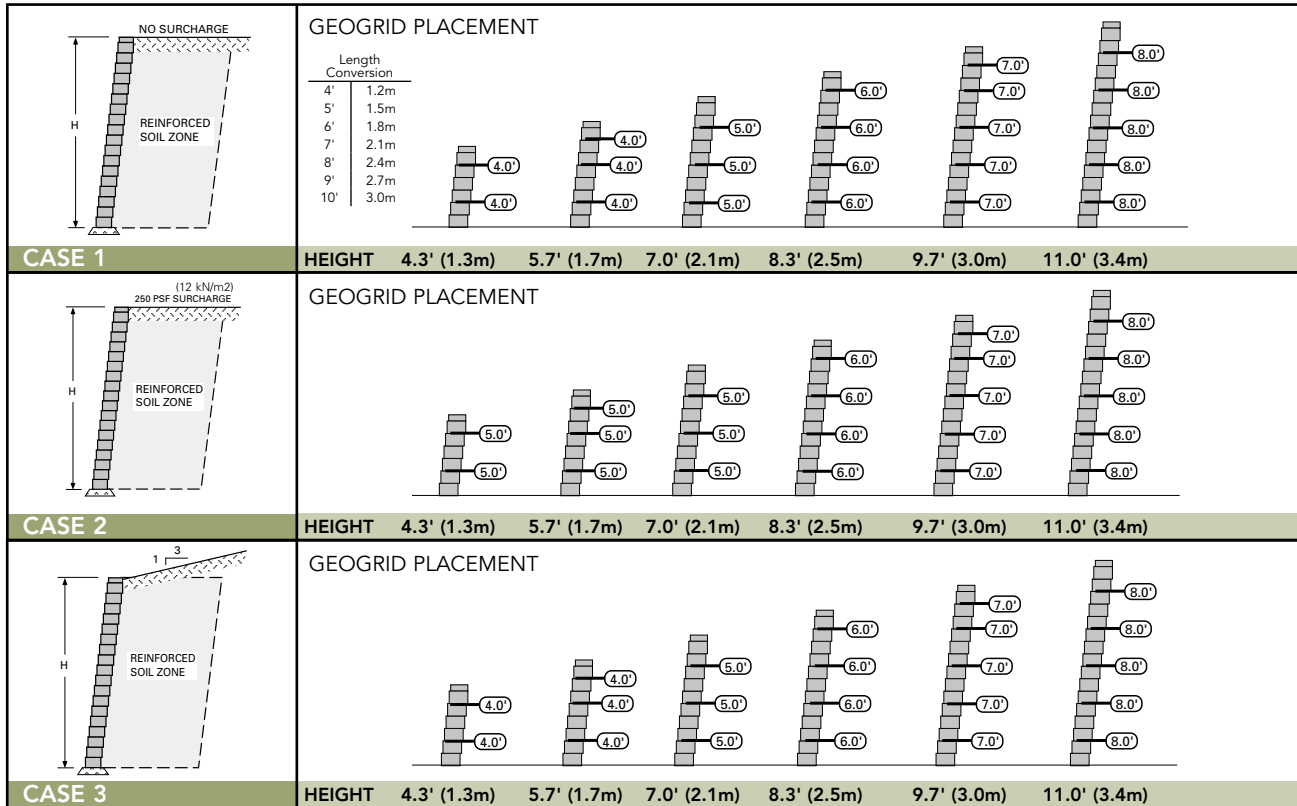 NO SURCHARGE
H
REINFORCED
SOIL ZONE
CASE 1
GEOGRID PLACEMENT
Length
Conversion
4' 1.2m
5' 1.5m
6' 1.8m
7' 2.1m
8' 2.4m
9' 2.7m
10' 3.0m
4.0'
4.0'
4.0'
4.0'
4.0'
5.0'
5.0'
5.0'
6.0'
6.0'
6.0'
6.0'
7.0'
7.0'
7.0'
7.0'
7.0'
8.0'
8.0'
8.0'
8.0'
8.0'
HEIGHT 4.3' (1.3m) 5.7' (1.7m) 7.0' (2.1m) 8.3' (2.5m) 9.7' (3.0m) 11.0' (3.4m)
(12 kN/m2)
250 PSF SURCHARGE
H
REINFORCED
SOIL ZONE
CASE 2
GEOGRID PLACEMENT
5.0'
5.0'
5.0'
5.0'
5.0'
5.0'
5.0'
5.0'
6.0'
6.0'
6.0'
6.0'
7.0'
7.0'
7.0'
7.0'
7.0'
8.0'
8.0'
8.0'
8.0'
8.0'
HEIGHT 4.3' (1.3m) 5.7' (1.7m) 7.0' (2.1m) 8.3' (2.5m) 9.7' (3.0m) 11.0' (3.4m)
3
1
H
REINFORCED
SOIL ZONE
CASE 3
GEOGRID PLACEMENT
4.0'
4.0'
4.0'
4.0'
4.0'
5.0'
5.0'
5.0'
6.0'
6.0'
6.0'
6.0'
7.0'
7.0'
7.0'
7.0'
7.0'
8.0'
8.0'
8.0'
8.0'
8.0'
HEIGHT 4.3' (1.3m) 5.7' (1.7m) 7.0' (2.1m) 8.3' (2.5m) 9.7' (3.0m) 11.0' (3.4m)